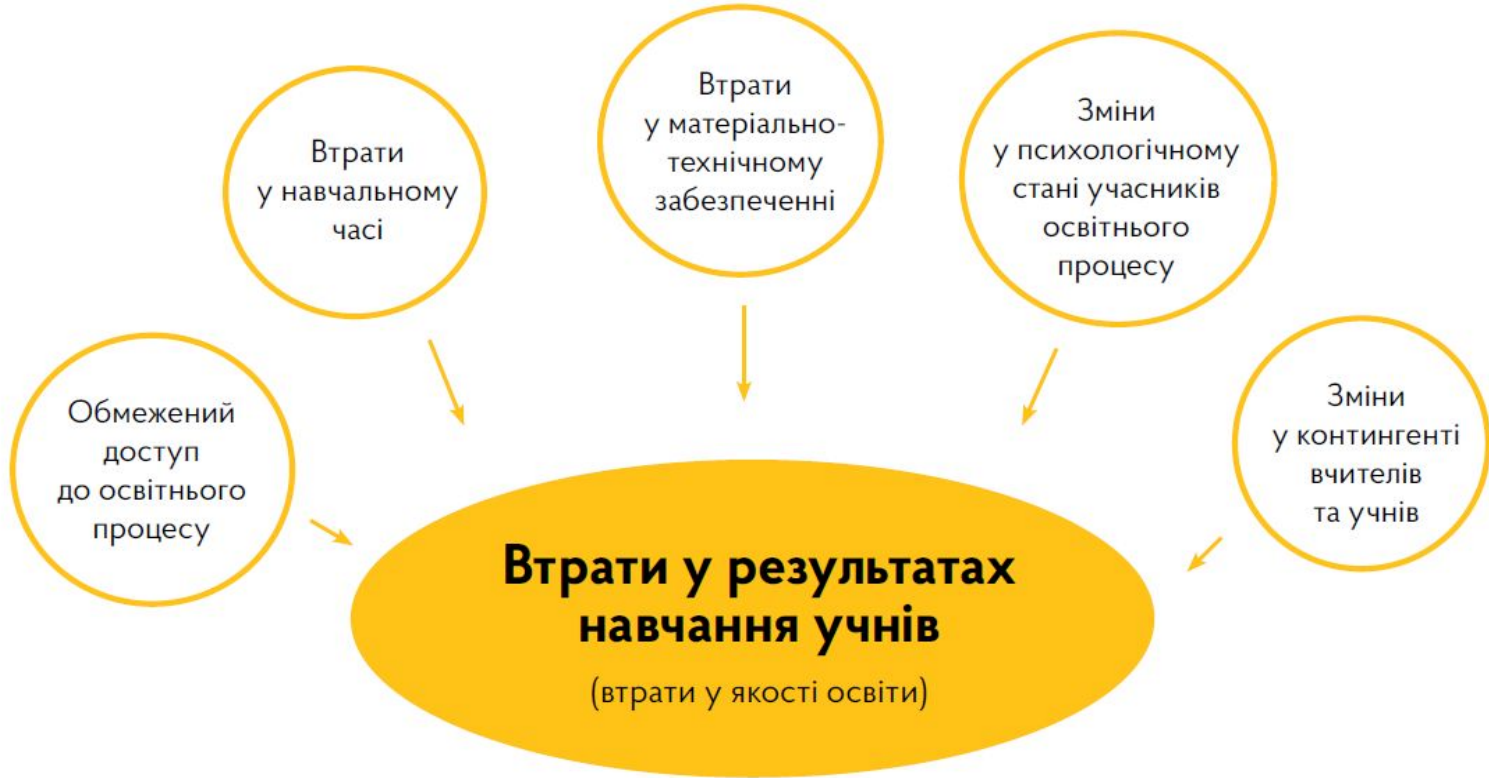 Втрати
у навчальному
часі
Втрати
у матеріально-
технічному
забезпеченні
Зміни
у психологічному
стані учасників
освітнього
процесу
Обмежений
доступ
до освітнього
процесу
Зміни
у контингенті
вчителів
та учнів
Втрати у результатах
навчання учнів
(втрати у якості освіти)